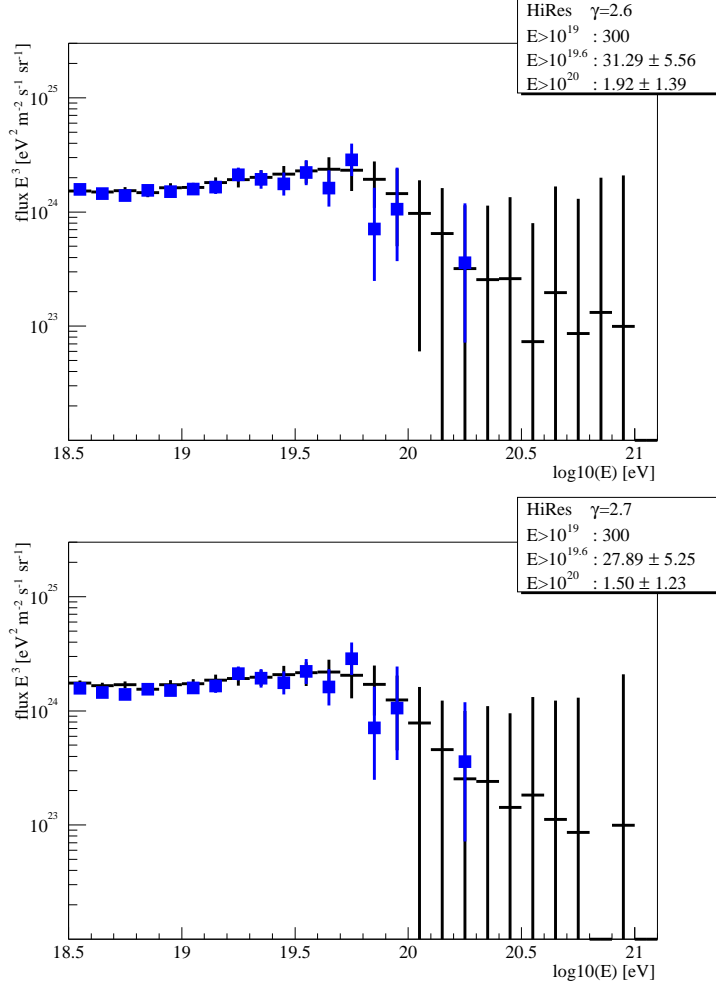 HiRes γ=2.6
E>10^19 : 300
E>10^19.6 : 31.29 ± 5.56
E>10^20 : 1.92 ± 1.39
flux E^3 [eV^2 m^-2 s^-1 sr^-1]
10^25
10^24
10^23
18.5 19 19.5 20 20.5 21
log10(E) [eV]
HiRes γ=2.7
E>10^19 : 300
E>10^19.6 : 27.89 ± 5.25
E>10^20 : 1.50 ± 1.23
flux E^3 [eV^2 m^-2 s^-1 sr^-1]
10^25
10^24
10^23
18.5 19 19.5 20 20.5 21
log10(E) [eV]